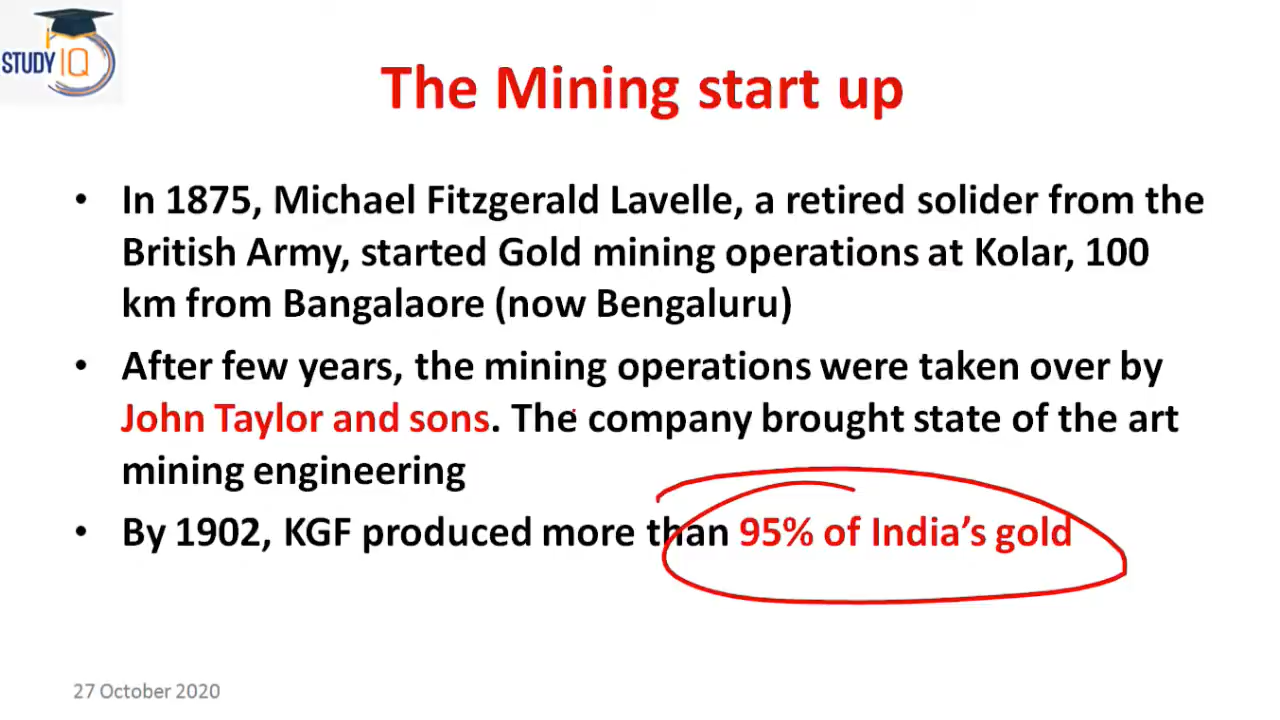 STUDY IQ
The Mining start up
• In 1875, Michael Fitzgerald Lavelle, a retired solider from the
British Army, started Gold mining operations at Kolar, 100
km from Bangalaore (now Bengaluru)
• After few years, the mining operations were taken over by
John Taylor and sons. The company brought state of the art
mining engineering
• By 1902, KGF produced more than 95% of India’s gold
27 October 2020